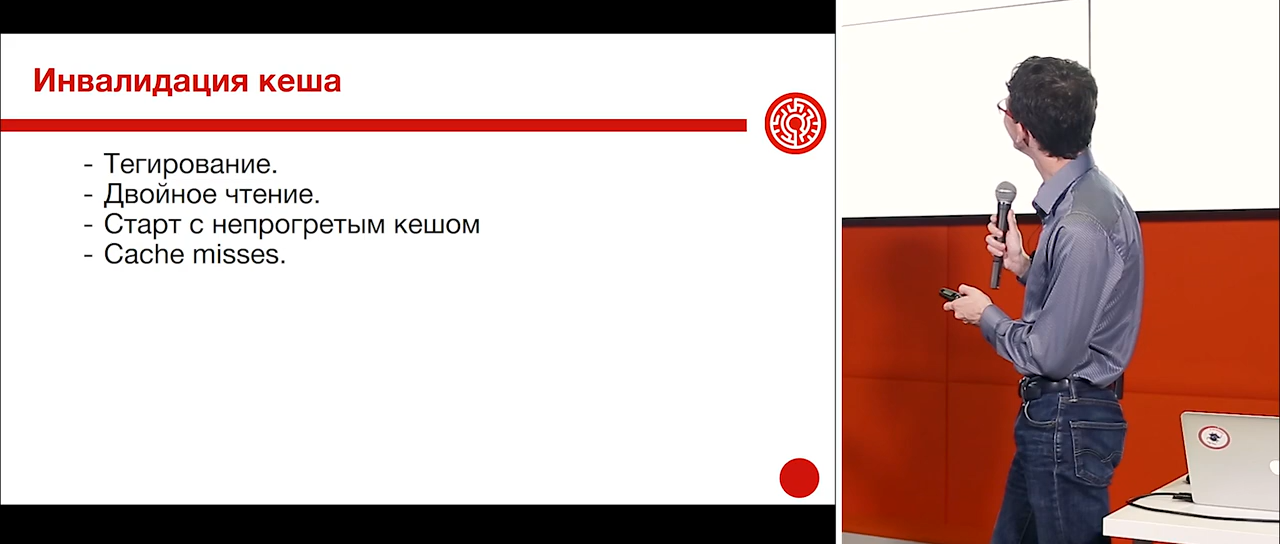 Инвалидация кеша
- Тегирование.
- Двойное чтение.
- Старт с непрогретым кешом
- Cache misses.